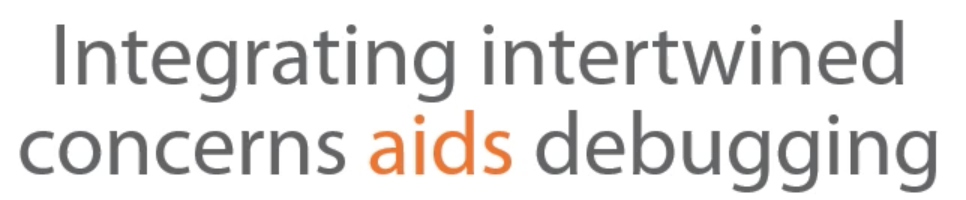 Integrating intertwined
concerns aids debugging